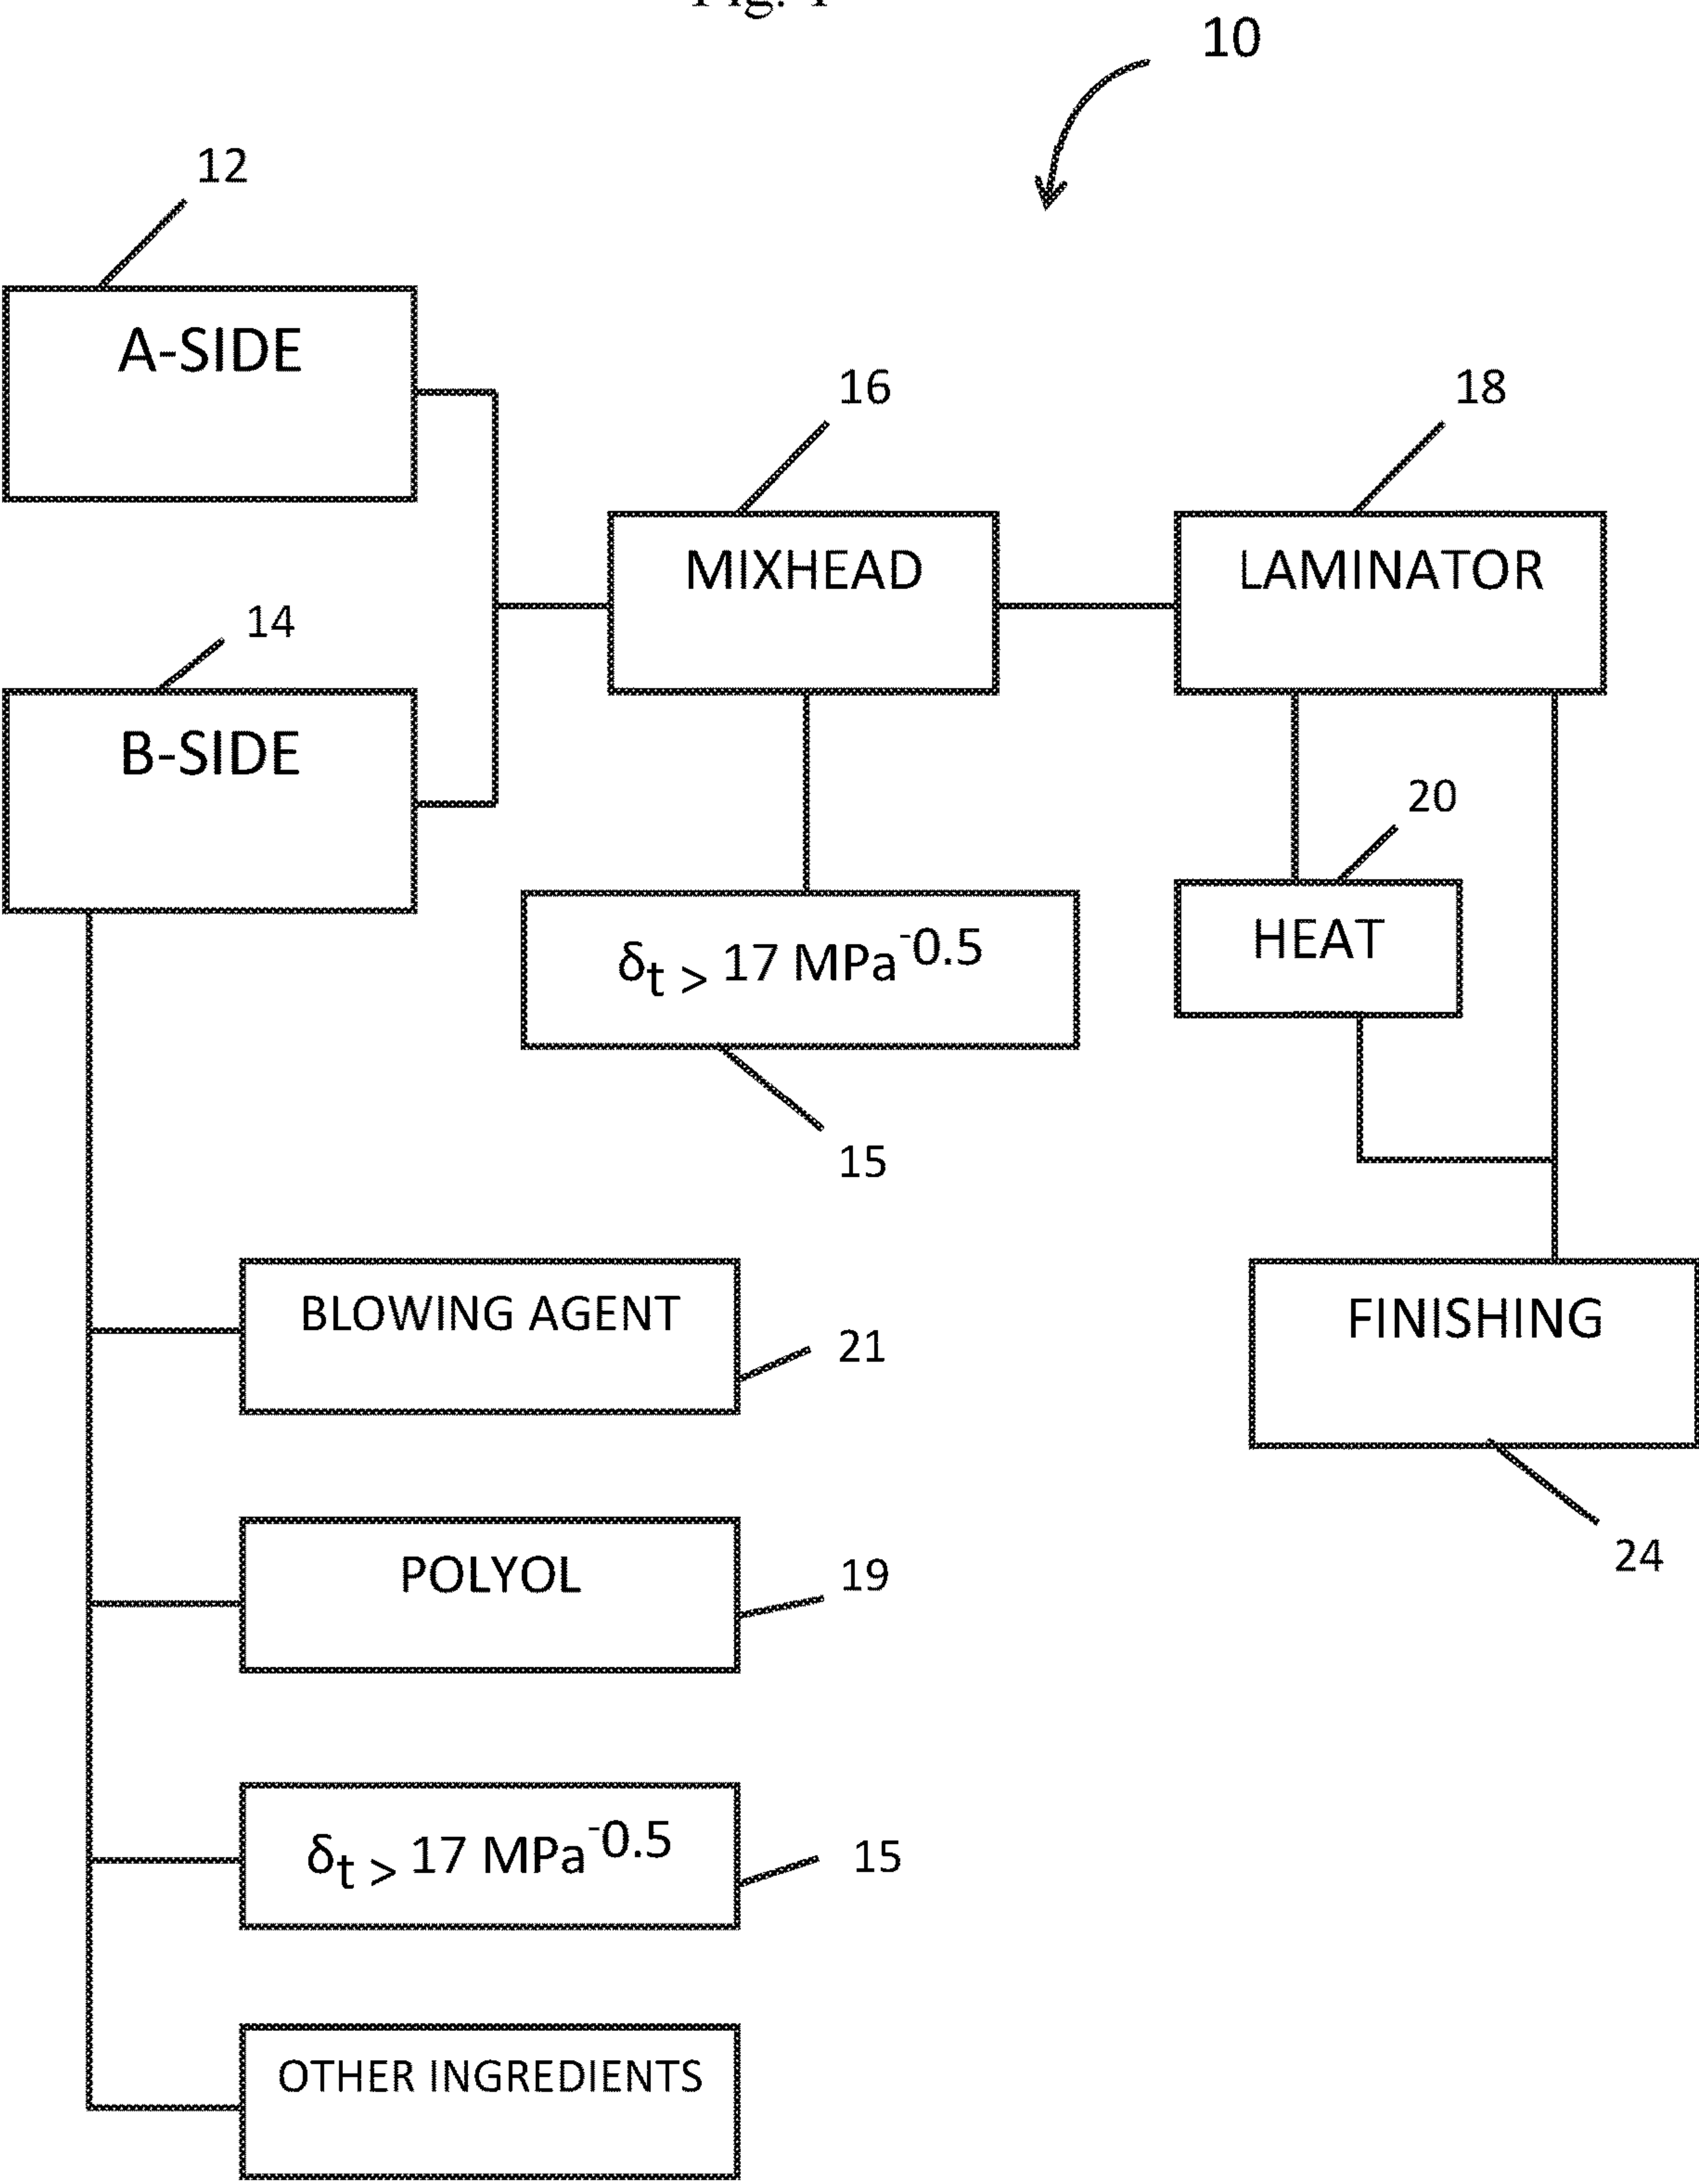 10
12
A-SIDE
16
18
MIXHEAD
LAMINATOR
14
B-SIDE
20
HEAT
δt > 17 MPa-0.5
15
BLOWING AGENT
21
FINISHING
24
POLYOL
19
δt > 17 MPa-0.5
15
OTHER INGREDIENTS